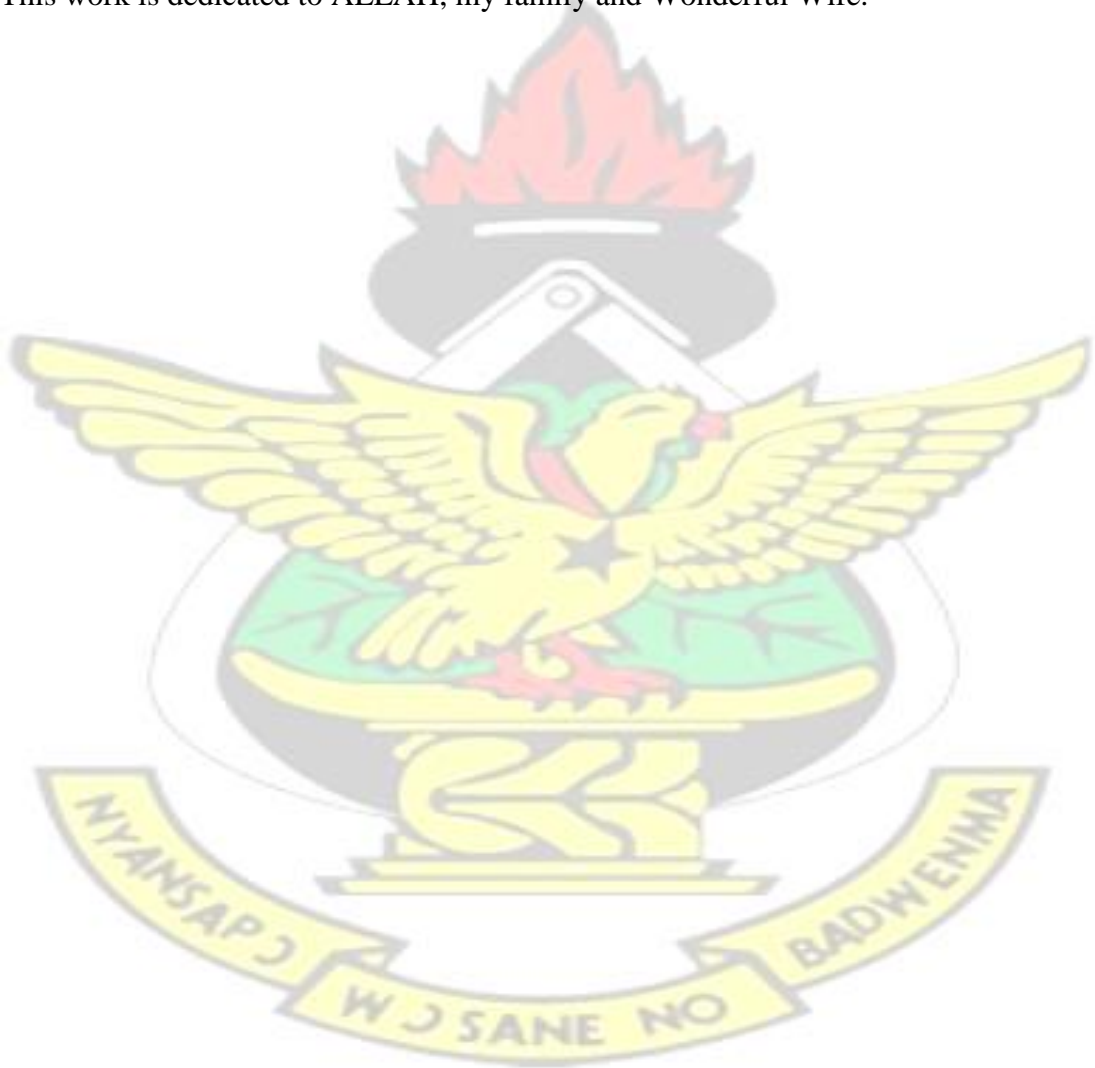 This work is dedicated to ALLAH, my family and Wonderful Wife.
NYANSAPƆ
WƆSANE NO
BADWENMA